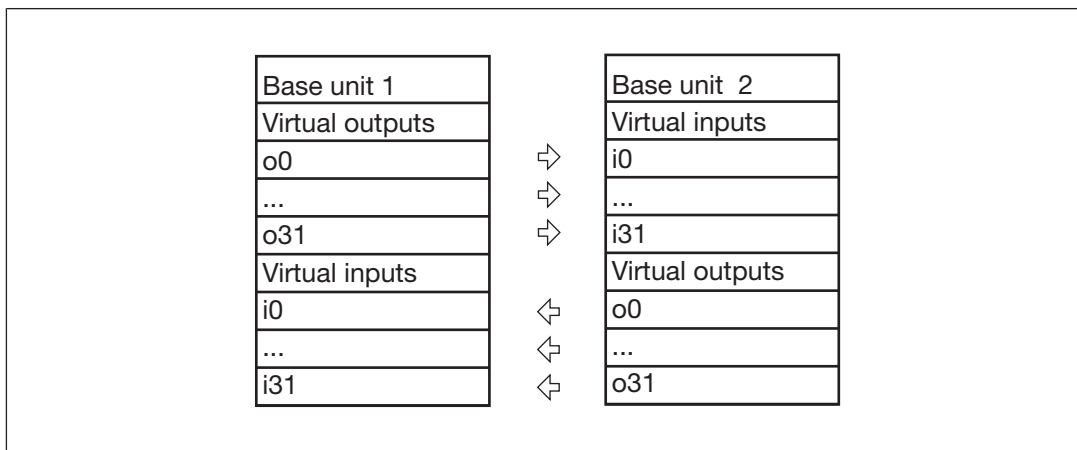 Base unit 1
Virtual outputs
o0
...
o31
Virtual inputs
i0
...
i31
Base unit 2
Virtual inputs
i0
...
i31
Virtual outputs
o0
...
o31